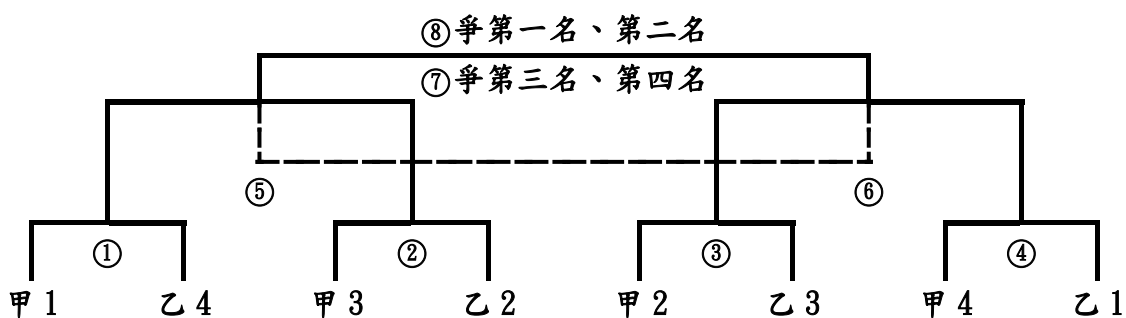 ⑧爭第一名、第二名
⑦爭第三名、第四名
⑤ ⑥
① ② ③ ④
甲1 乙4 甲3 乙2 甲2 乙3 甲4 乙1